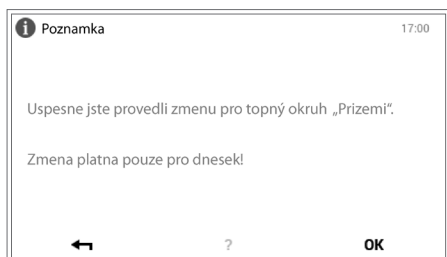 Poznamka 17:00
Uspesne jste provedli zmenu pro topný okruh „Prizemi“.
Zmena platna pouze pro dnesek!
? OK